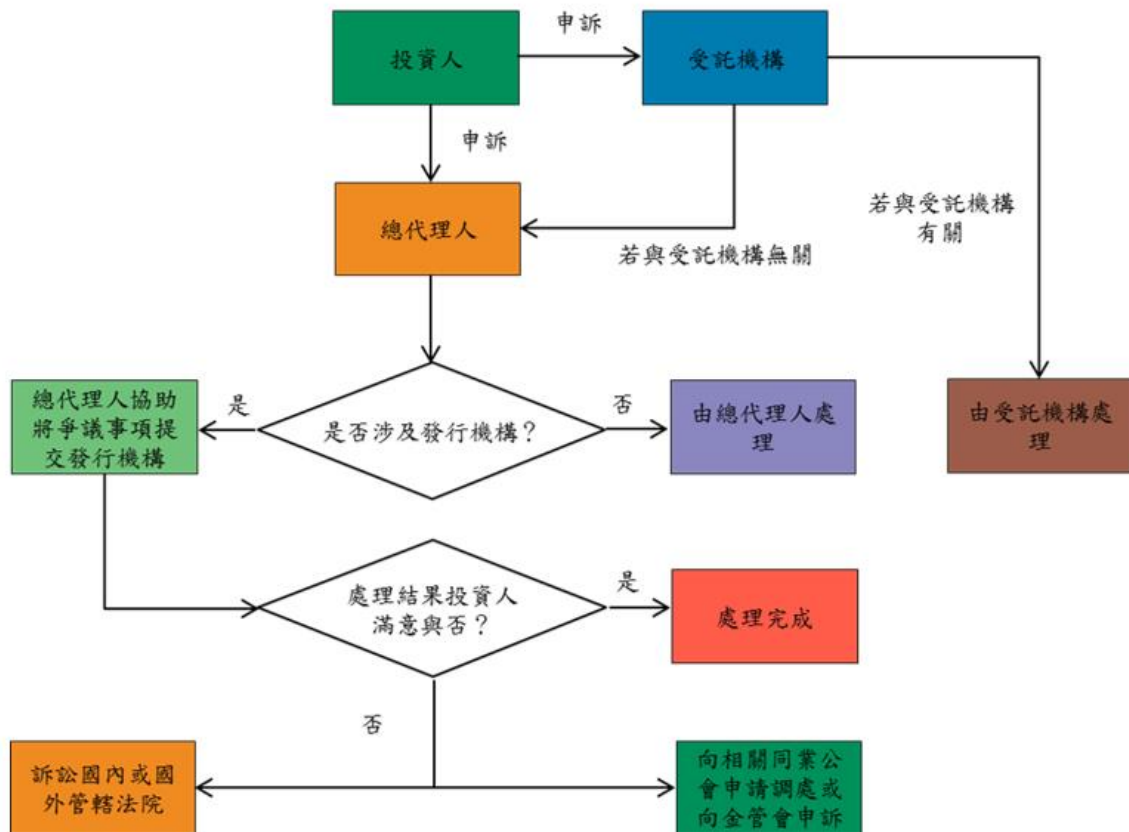 申訴
投資人
受託機構
申訴
總代理人
若與受託機構
有關
若與受託機構無關
總代理人協助
將爭議事項提
交發行機構
是
是否涉及發行機構？
否
由總代理人處
理
由受託機構處
理
處理結果投資人
滿意與否？
是
處理完成
否
訴訟國內或國
外管轄法院
向相關同業公
會申請調處或
向金管會申訴